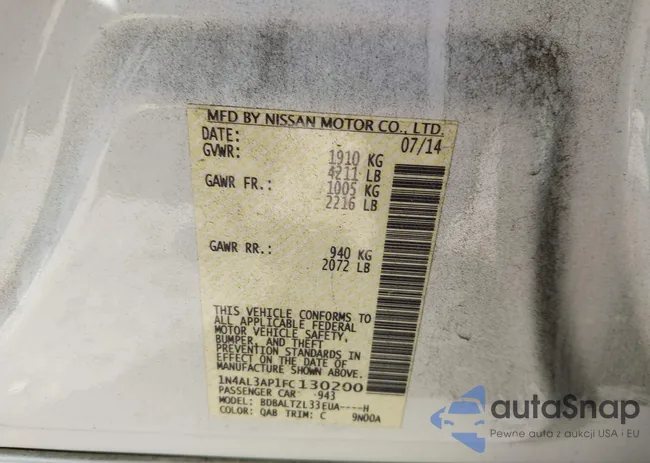 MFD BY NISSAN MOTOR CO., LTD.
DATE: 07/14
GVWR: 1910 KG
4211 LB
GAWR FR.: 1005 KG
2216 LB
GAWR RR.: 940 KG
2072 LB
THIS VEHICLE CONFORMS TO
ALL APPLICABLE FEDERAL
MOTOR VEHICLE SAFETY,
BUMPER, AND THEFT
PREVENTION STANDARDS IN
EFFECT ON THE DATE OF
MANUFACTURE SHOWN ABOVE.
1N4AL3AP1FC130200
PASSENGER CAR 943
MODEL: BDBALTZL33EUA----H
COLOR: QAB TRIM: C 9N00A
autoSnap
Pewne auta z aukcji USA i EU